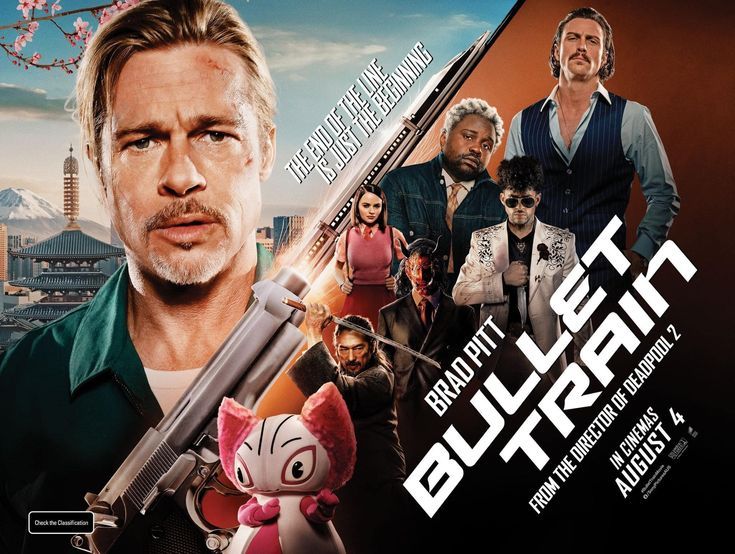 THE END OF THE LINE
IS JUST THE BEGINNING
BRAD PITT
BULLET
TRAIN
FROM THE DIRECTOR OF DEADPOOL 2
IN CINEMAS
AUGUST 4
Check the Classification